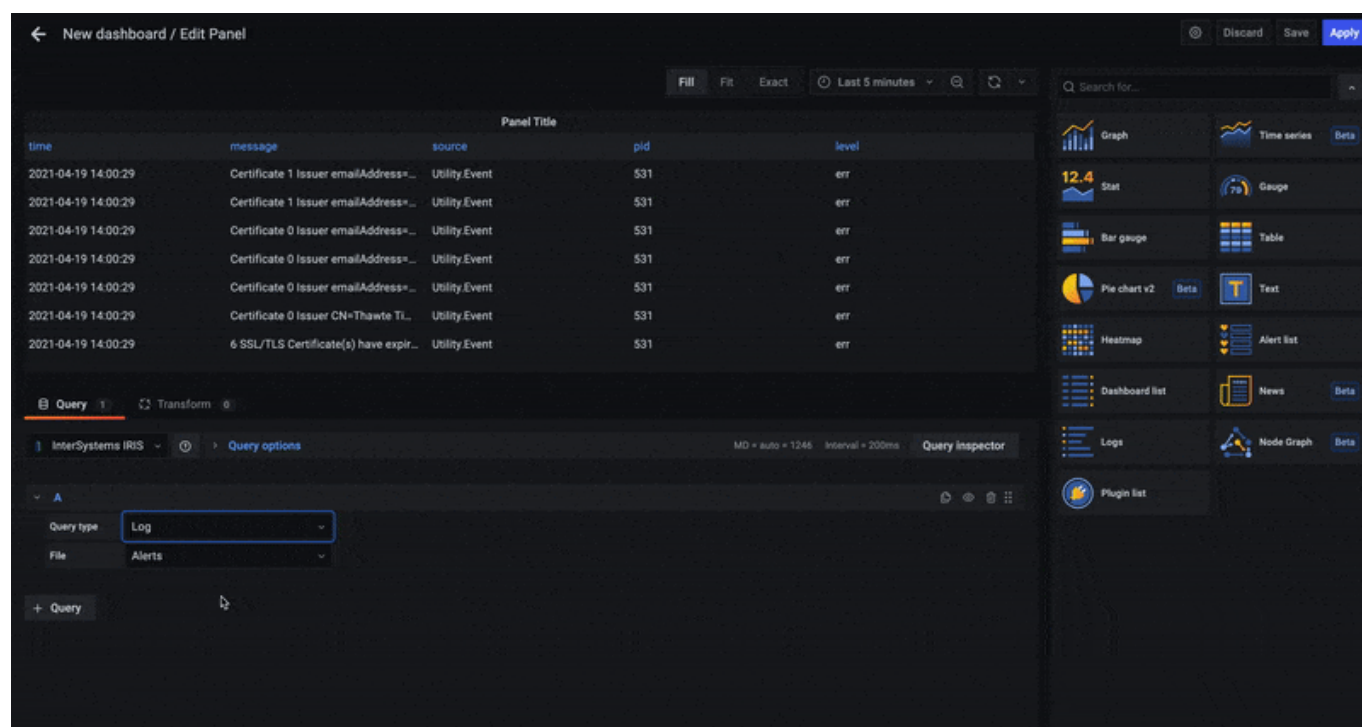 New dashboard / Edit Panel
Discard Save Apply
Fill Fit Exact Last 5 minutes
Search for...
Panel Title
time message source pid level
2021-04-19 14:00:29 Certificate 1 Issuer emailAddress=... Utility.Event 531 err
2021-04-19 14:00:29 Certificate 1 Issuer emailAddress=... Utility.Event 531 err
2021-04-19 14:00:29 Certificate 0 Issuer emailAddress=... Utility.Event 531 err
2021-04-19 14:00:29 Certificate 0 Issuer emailAddress=... Utility.Event 531 err
2021-04-19 14:00:29 Certificate 0 Issuer emailAddress=... Utility.Event 531 err
2021-04-19 14:00:29 Certificate 0 Issuer CN=Thawte Ti... Utility.Event 531 err
2021-04-19 14:00:29 6 SSL/TLS Certificate(s) have expir... Utility.Event 531 err
Query 1 Transform 0
InterSystems IRIS Query options MD = auto = 1246 Interval = 200ms Query inspector
A
Query type Log
File Alerts
+ Query
Graph
Time series Beta
12.4 Stat
79 Gauge
Bar gauge
Table
Pie chart v2 Beta
T Text
Heatmap
Alert list
Dashboard list
News Beta
Logs
Node Graph Beta
Plugin list